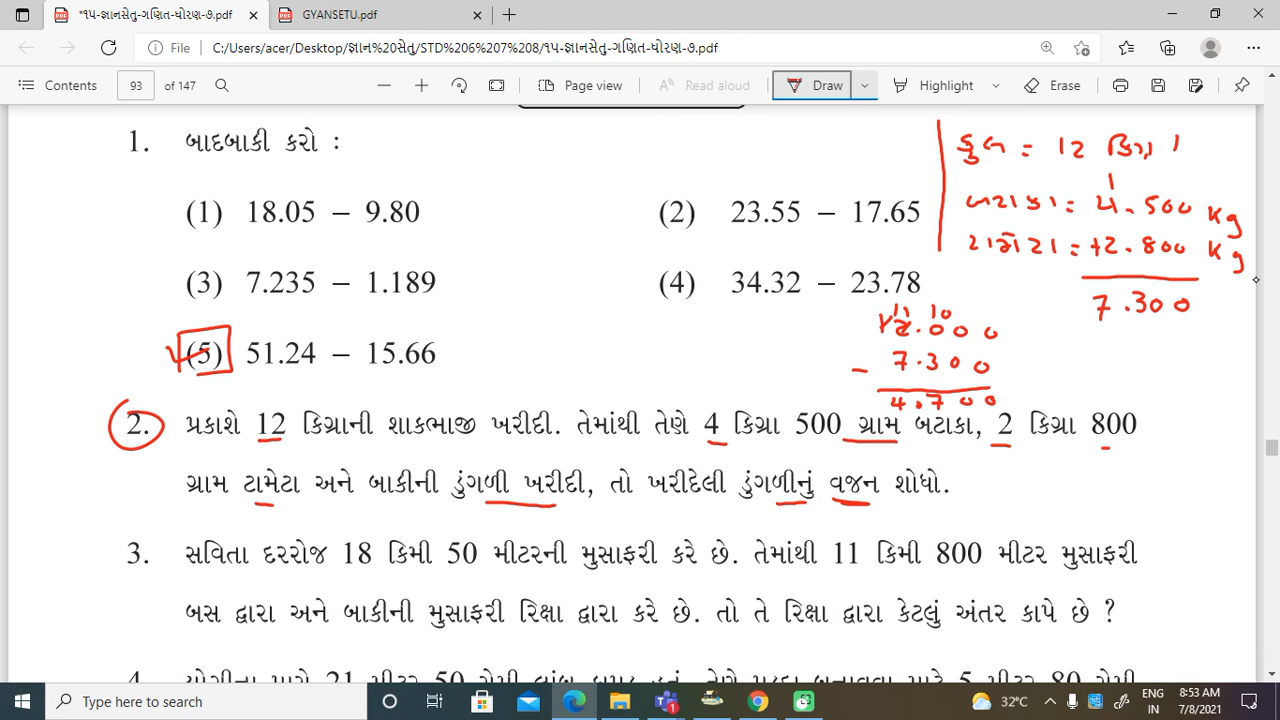 *૧૫-જ્ઞાનસેતુ-ગણિત-ધોરણ-૭.pdf
GYANSETU.pdf
File C:/Users/acer/Desktop/જ્ઞાન%20સેતુ/STD%206%207%208/૧૫-જ્ઞાનસેતુ-ગણિત-ધોરણ-૭.pdf
Contents 93 of 147 Page view Read aloud Draw Highlight Erase
1. બાદબાકી કરો :
કુલ = 12 કિગ્રા
(1) 18.05 – 9.80 (2) 23.55 – 17.65
બટાકા = 4.500 kg
ટામેટા = +2.800 kg
7.300
(3) 7.235 – 1.189 (4) 34.32 – 23.78
(5) 51.24 – 15.66
11 10
12.000
- 7.300
4.700
2. પ્રકાશે 12 કિગ્રાની શાકભાજી ખરીદી. તેમાંથી તેણે 4 કિગ્રા 500 ગ્રામ બટાકા, 2 કિગ્રા 800
ગ્રામ ટામેટા અને બાકીની ડુંગળી ખરીદી, તો ખરીદેલી ડુંગળીનું વજન શોધો.
3. સવિતા દરરોજ 18 કિમી 50 મીટરની મુસાફરી કરે છે. તેમાંથી 11 કિમી 800 મીટર મુસાફરી
બસ દ્વારા અને બાકીની મુસાફરી રિક્ષા દ્વારા કરે છે. તો તે રિક્ષા દ્વારા કેટલું અંતર કાપે છે ?
Type here to search
32°C
ENG
IN
8:53 AM
7/8/2021